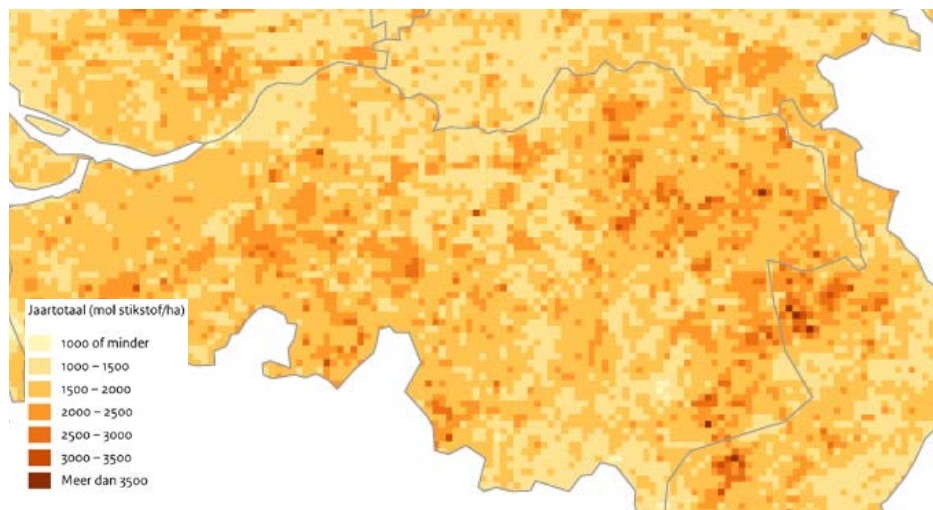 Jaartotaal (mol stikstof/ha)
1000 of minder
1000 – 1500
1500 – 2000
2000 – 2500
2500 – 3000
3000 – 3500
Meer dan 3500